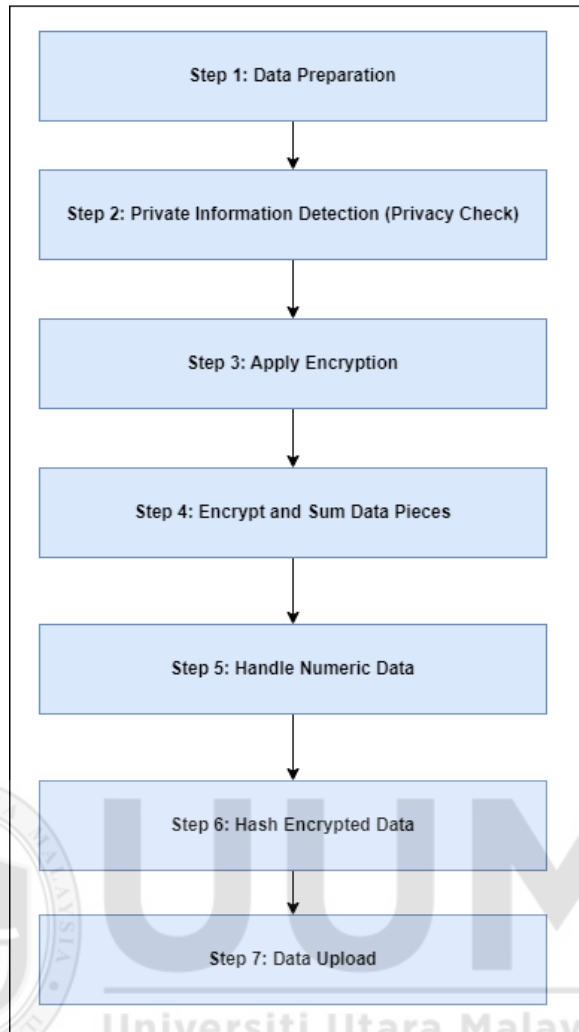 Step 1: Data Preparation
Step 2: Private Information Detection (Privacy Check)
Step 3: Apply Encryption
Step 4: Encrypt and Sum Data Pieces
Step 5: Handle Numeric Data
Step 6: Hash Encrypted Data
Step 7: Data Upload
UUM
MALAYSIA
Universiti Utara Malay